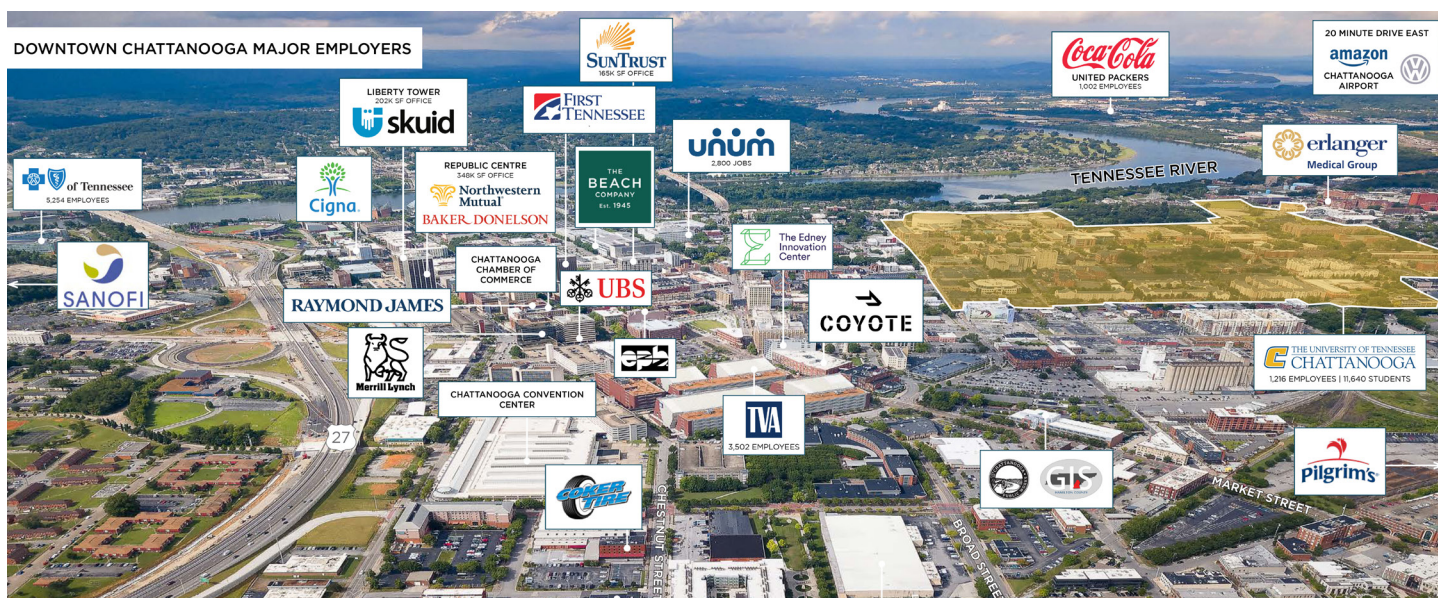 DOWNTOWN CHATTANOOGA MAJOR EMPLOYERS
SUNTRUST
165K SF OFFICE
Coca-Cola
UNITED PACKERS
1,002 EMPLOYEES
20 MINUTE DRIVE EAST
amazon
CHATTANOOGA
AIRPORT
LIBERTY TOWER
202K SF OFFICE
skuid
FIRST
TENNESSEE
unum
2,800 JOBS
erlanger
Medical Group
of Tennessee
5,254 EMPLOYEES
Cigna
REPUBLIC CENTRE
348K SF OFFICE
Northwestern
Mutual
BAKER DONELSON
THE
BEACH
COMPANY
Est. 1945
TENNESSEE RIVER
SANOFI
CHATTANOOGA
CHAMBER OF
COMMERCE
The Edney
Innovation
Center
UBS
RAYMOND JAMES
COYOTE
Merrill Lynch
epb
THE UNIVERSITY OF TENNESSEE
CHATTANOOGA
1,216 EMPLOYEES | 11,640 STUDENTS
CHATTANOOGA CONVENTION
CENTER
TVA
3,502 EMPLOYEES
27
COKER
TIRE
GIS
Pilgrim's
MARKET STREET
CHESTNUT STREET
BROAD STREET